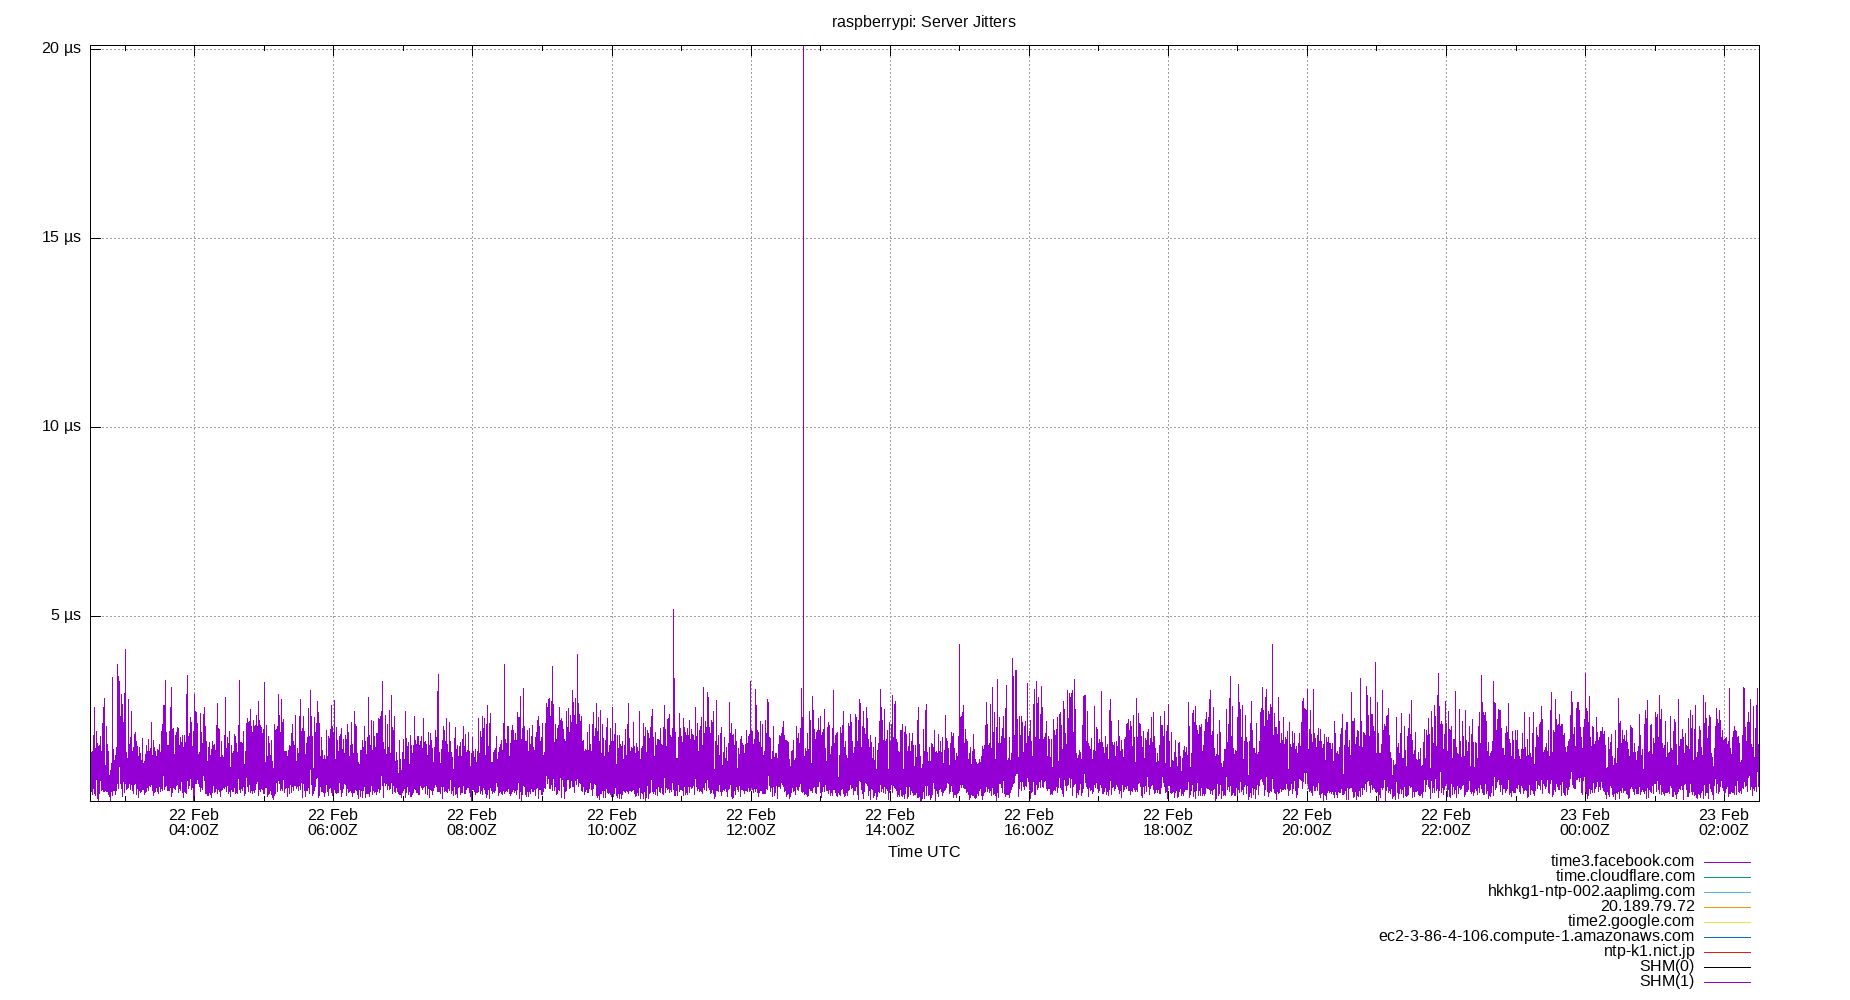 raspberrypi: Server Jitters
20 µs
15 µs
10 µs
5 µs
22 Feb 22 Feb 22 Feb 22 Feb 22 Feb 22 Feb 22 Feb 22 Feb 22 Feb 22 Feb 23 Feb 23 Feb
04:00Z 06:00Z 08:00Z 10:00Z 12:00Z 14:00Z 16:00Z 18:00Z 20:00Z 22:00Z 00:00Z 02:00Z
Time UTC
time3.facebook.com
time.cloudflare.com
hkhkg1-ntp-002.aaplimg.com
20.189.79.72
time2.google.com
ec2-3-86-4-106.compute-1.amazonaws.com
ntp-k1.nict.jp
SHM(0)
SHM(1)